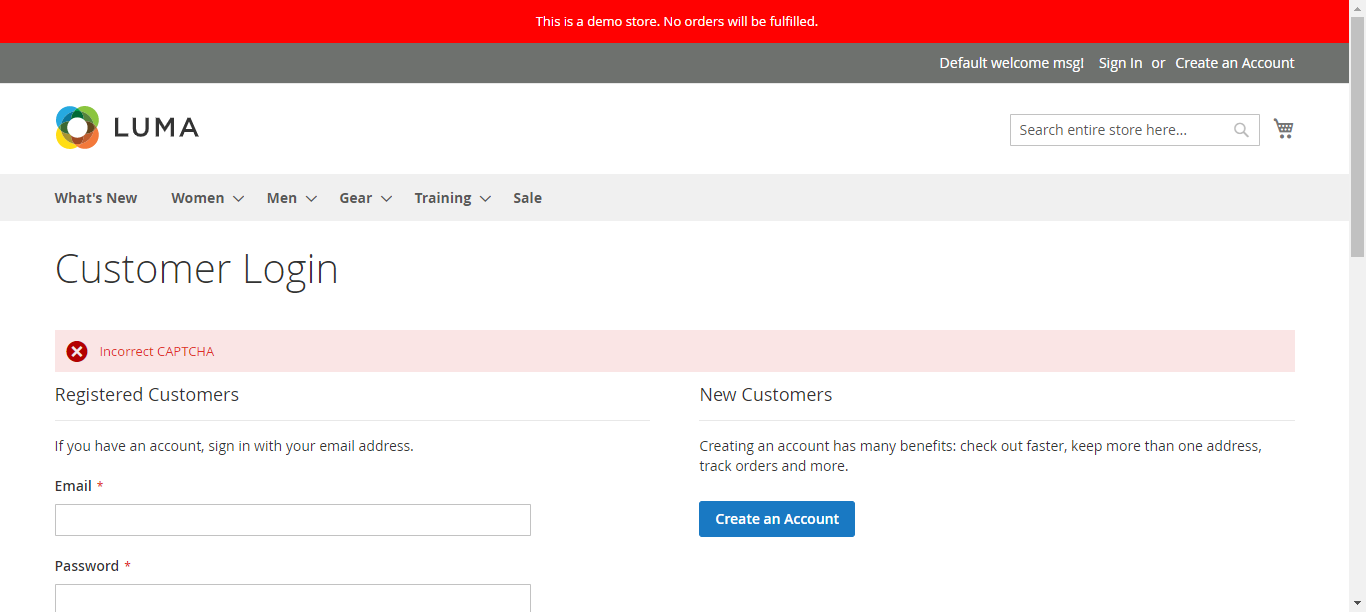 This is a demo store. No orders will be fulfilled.
Default welcome msg! Sign In or Create an Account
LUMA
Search entire store here...
What's New Women Men Gear Training Sale
Customer Login
Incorrect CAPTCHA
Registered Customers
If you have an account, sign in with your email address.
Email *
Password *
New Customers
Creating an account has many benefits: check out faster, keep more than one address,
track orders and more.
Create an Account